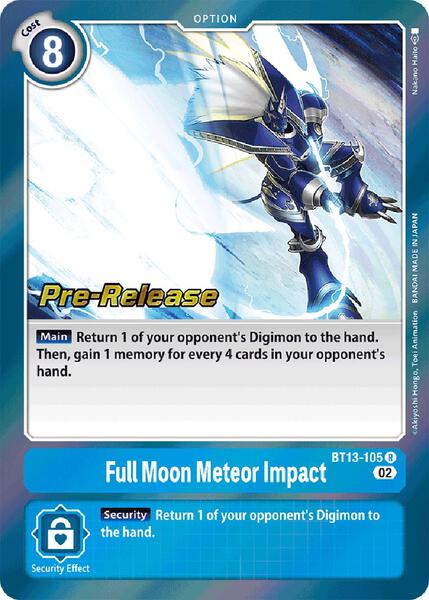 OPTION
Cost
8
Nakano Haito
Pre-Release
Main Return 1 of your opponent's Digimon to the hand.
Then, gain 1 memory for every 4 cards in your opponent's
hand.
©Akiyoshi Hongo, Toei Animation BANDAI MADE IN JAPAN
BT13-105 R
Full Moon Meteor Impact
02
Security Return 1 of your opponent's Digimon to
the hand.
Security Effect